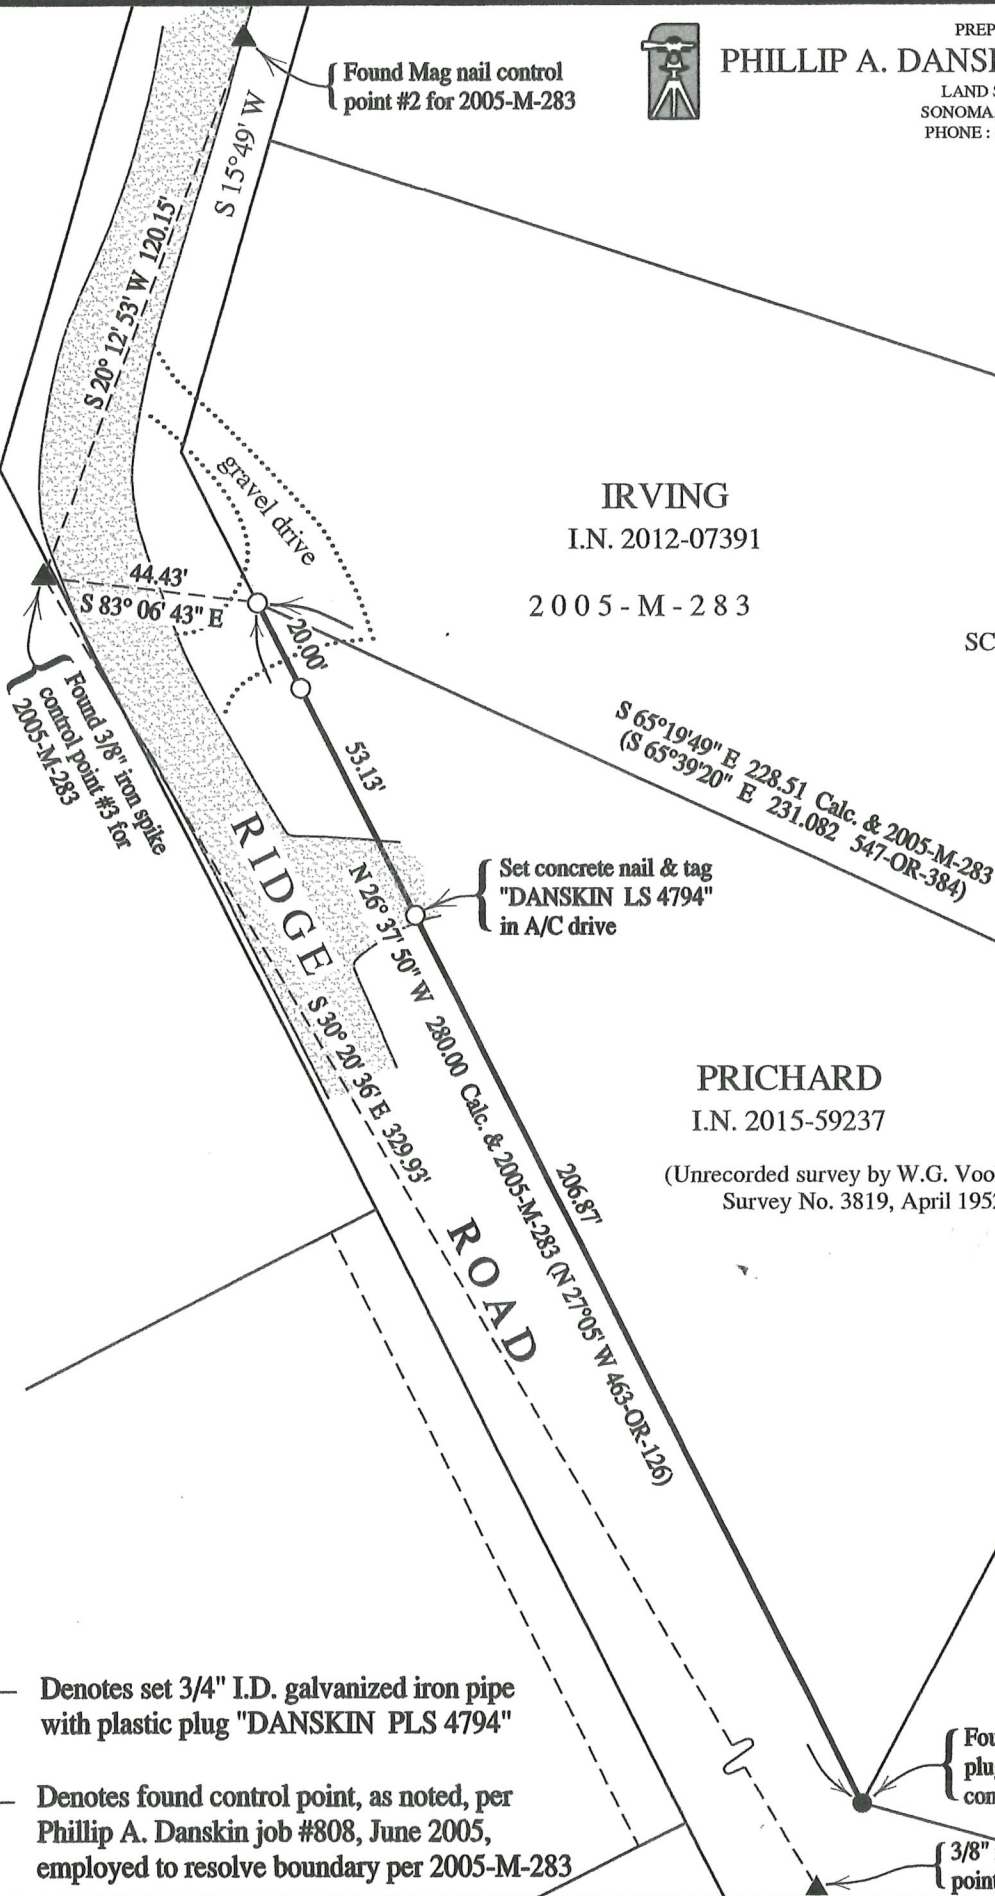 Found Mag nail control
point #2 for 2005-M-283
PREP
PHILLIP A. DANS
LAND
SONOMA
PHONE :
S 15°49' W
S 20° 12' 53' W 120.15'
gravel drive
IRVING
I.N. 2012-07391
2005-M-283
SC
44.43'
S 83° 06' 43" E
20.00'
Found 3/8" iron spike
control point #3 for
2005-M-283
53.13'
S 65°19'49" E 228.51 Calc. & 2005-M-283
(S 65°39'20" E 231.082 547-OR-384)
Set concrete nail & tag
"DANSKIN LS 4794"
in A/C drive
RIDGE ROAD
N 26° 37' 50" W 280.00 Calc. & 2005-M-283 (N 27°05' W 463-OR-126)
S 30° 20' 36' E 329.93'
206.87'
PRICHARD
I.N. 2015-59237
(Unrecorded survey by W.G. Voo
Survey No. 3819, April 195
Denotes set 3/4" I.D. galvanized iron pipe
with plastic plug "DANSKIN PLS 4794"
Denotes found control point, as noted, per
Phillip A. Danskin job #808, June 2005,
employed to resolve boundary per 2005-M-283
Fou
plu
con
3/8"
point